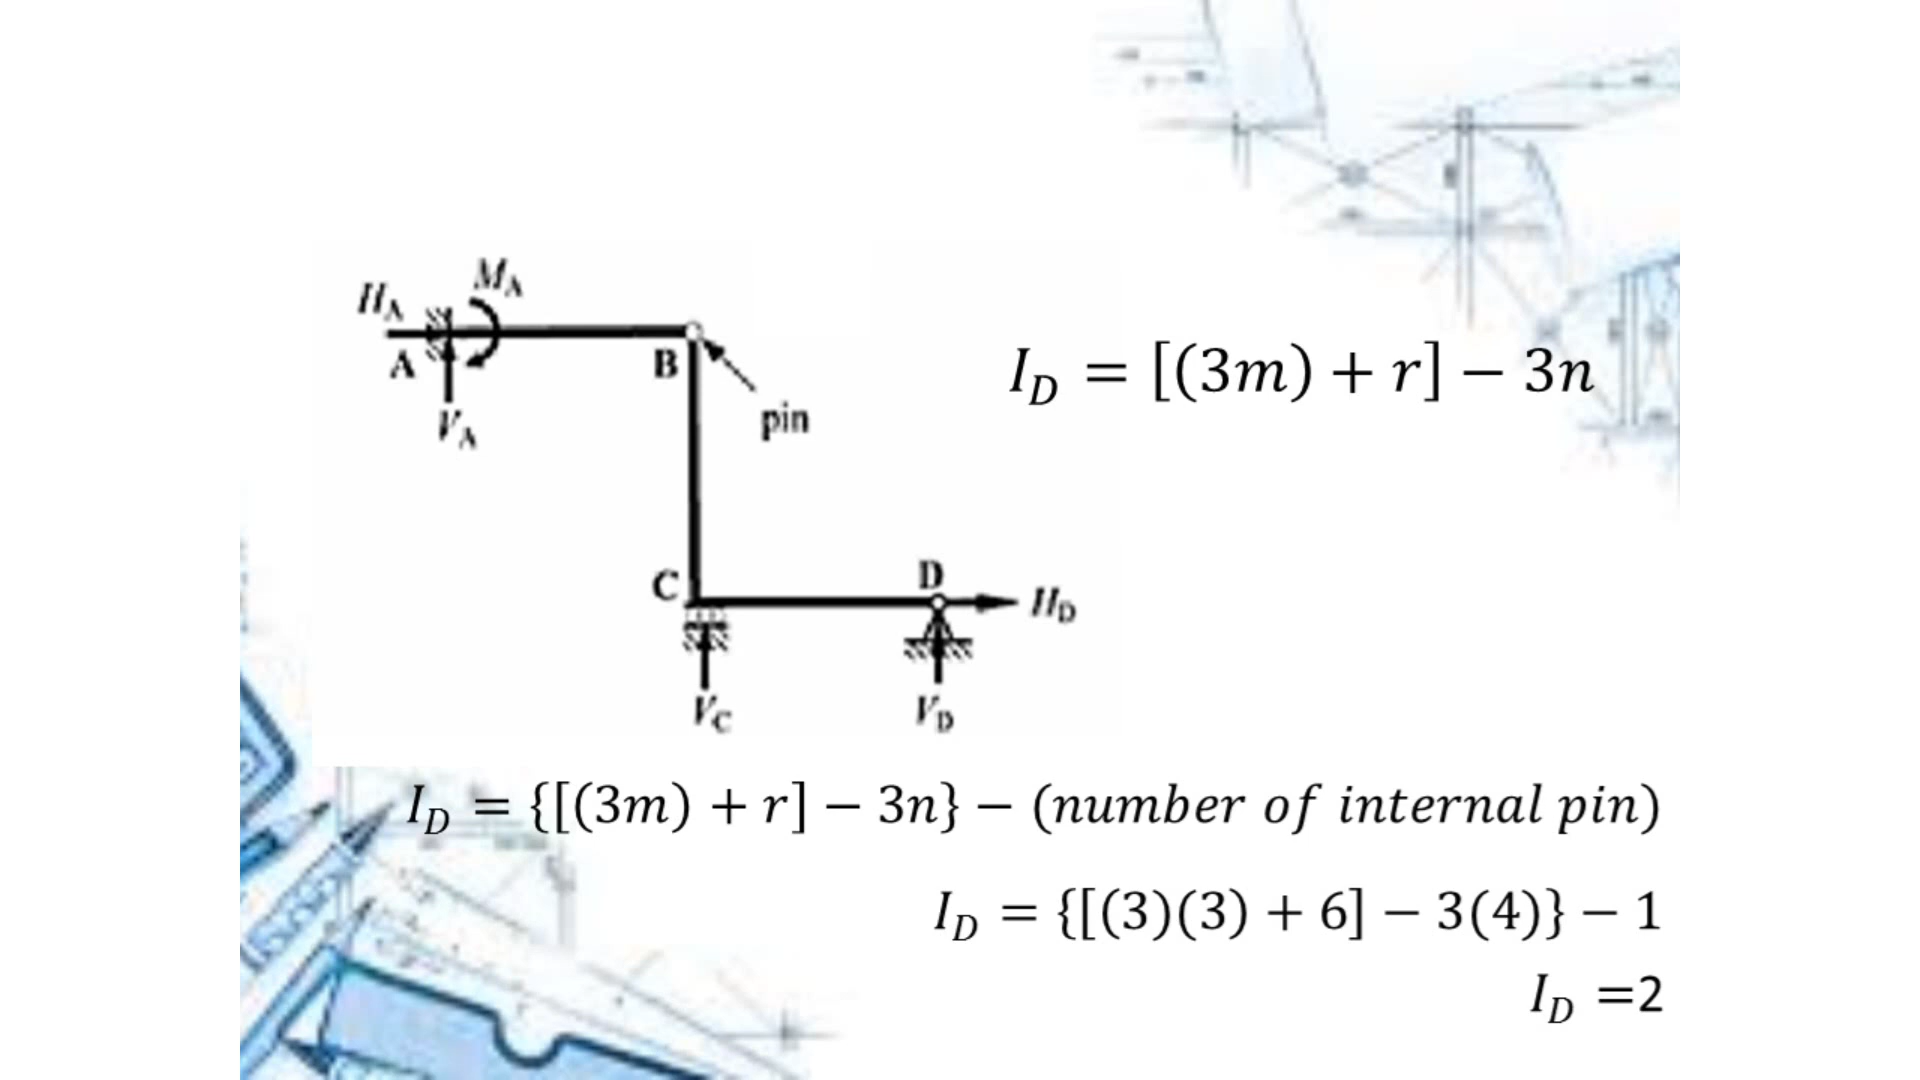 M_A
H_A
A
B
V_A
pin
I_D = [(3m) + r] − 3n
C
D
H_D
V_C
V_D
I_D = {[(3m) + r] − 3n} − (number of internal pin)
I_D = {[(3)(3) + 6] − 3(4)} − 1
I_D =2